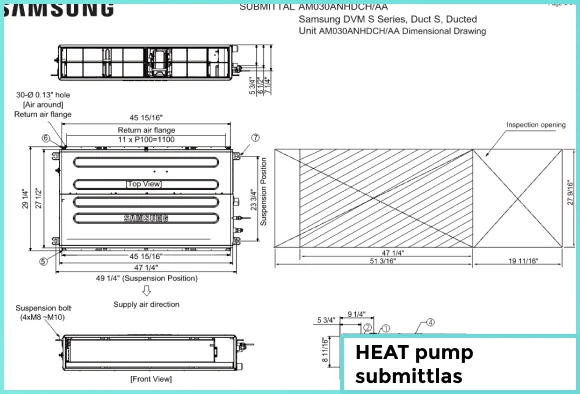 SAMSUNG
SUBMITTAL AM030ANHDCH/AA
Samsung DVM S Series, Duct S, Ducted
Unit AM030ANHDCH/AA Dimensional Drawing
5 3/4"
6 1/2"
7 1/4"
30-Ø 0.13" hole
[Air around]
Return air flange
45 15/16"
Return air flange
11 x P100=1100
6
7
Inspection opening
29 1/4"
27 1/2"
[Top View]
SAMSUNG
23 3/4"
Suspension Position
27 9/16"
5
45 15/16"
47 1/4"
49 1/4" (Suspension Position)
47 1/4"
51 3/16"
19 11/16"
Supply air direction
Suspension bolt
(4xM8 ~M10)
[Front View]
9 1/4"
5 3/4"
2
1
4
8 11/16"
HEAT pump
submittlas